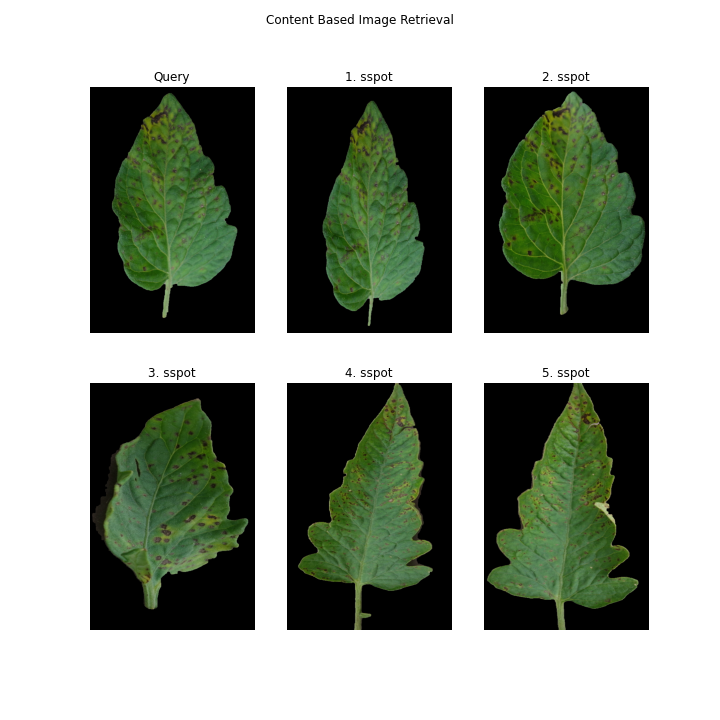 Content Based Image Retrieval
Query
1. sspot
2. sspot
3. sspot
4. sspot
5. sspot